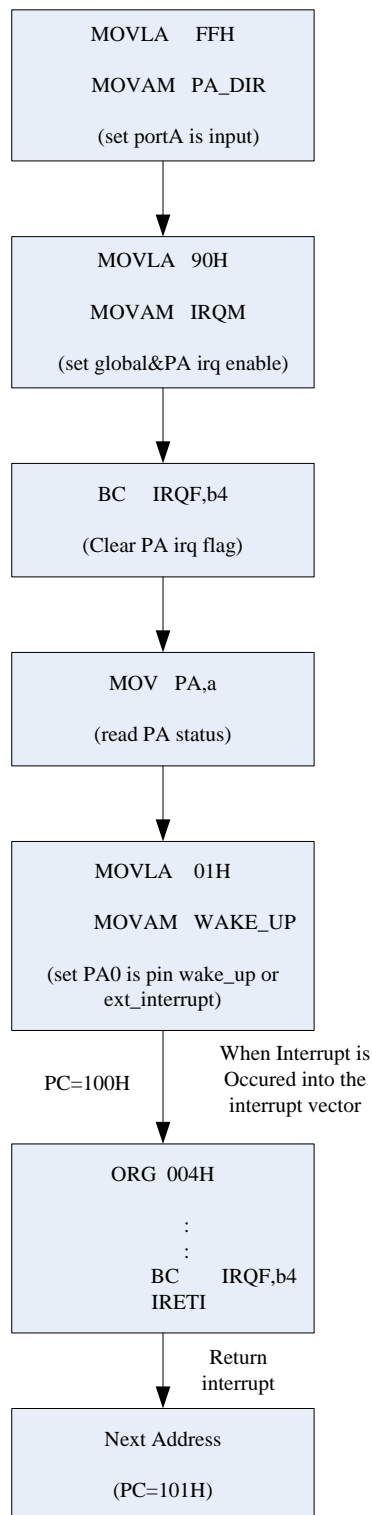 MOVLA FFH
MOVAM PA_DIR
(set portA is input)
MOVLA 90H
MOVAM IRQM
(set global&PA irq enable)
BC IRQF,b4
(Clear PA irq flag)
MOV PA,a
(read PA status)
MOVLA 01H
MOVAM WAKE_UP
(set PA0 is pin wake_up or
ext_interrupt)
PC=100H
When Interrupt is
Occured into the
interrupt vector
ORG 004H
:
:
BC IRQF,b4
IRETI
Return
interrupt
Next Address
(PC=101H)